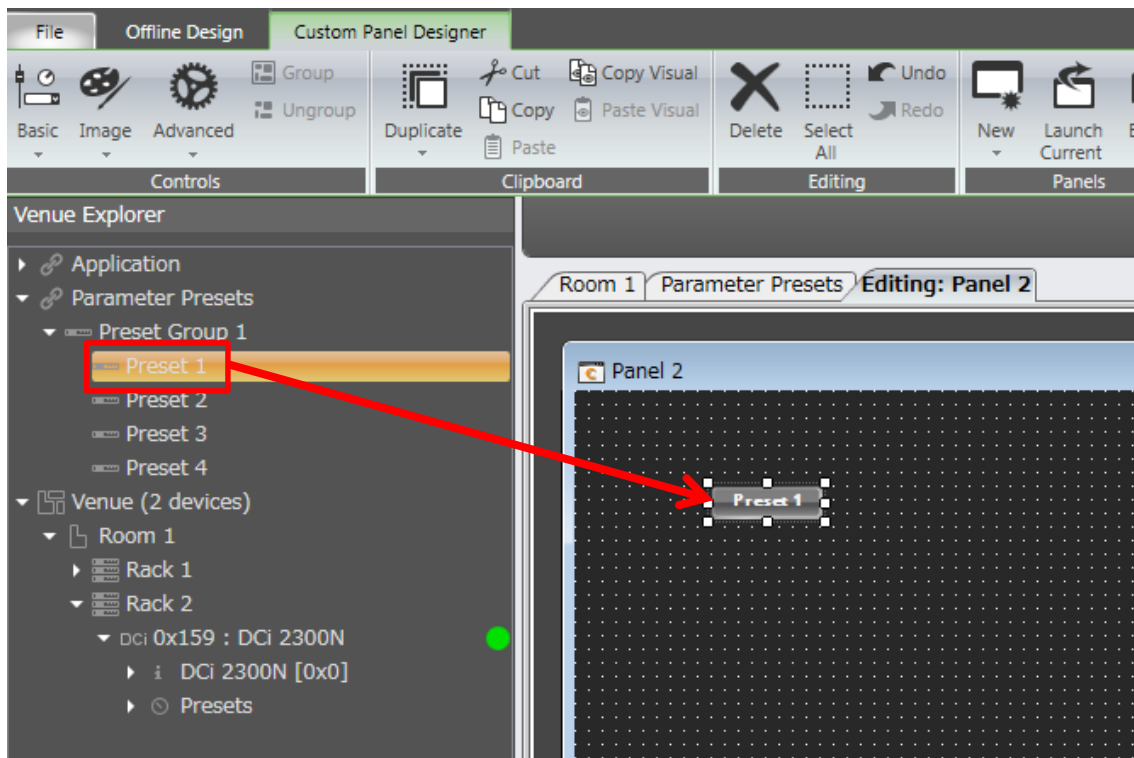 File Offline Design Custom Panel Designer
Group Cut Copy Visual Undo
Ungroup Copy Paste Visual Redo
Basic Image Advanced Duplicate Paste Delete Select All New Launch Current
Controls Clipboard Editing Panels
Venue Explorer
Application
Room 1 Parameter Presets Editing: Panel 2
Parameter Presets
Preset Group 1
Preset 1
Panel 2
Preset 2
Preset 3
Preset 4
Preset 1
Venue (2 devices)
Room 1
Rack 1
Rack 2
DCi 0x159 : DCi 2300N
i DCi 2300N [0x0]
Presets